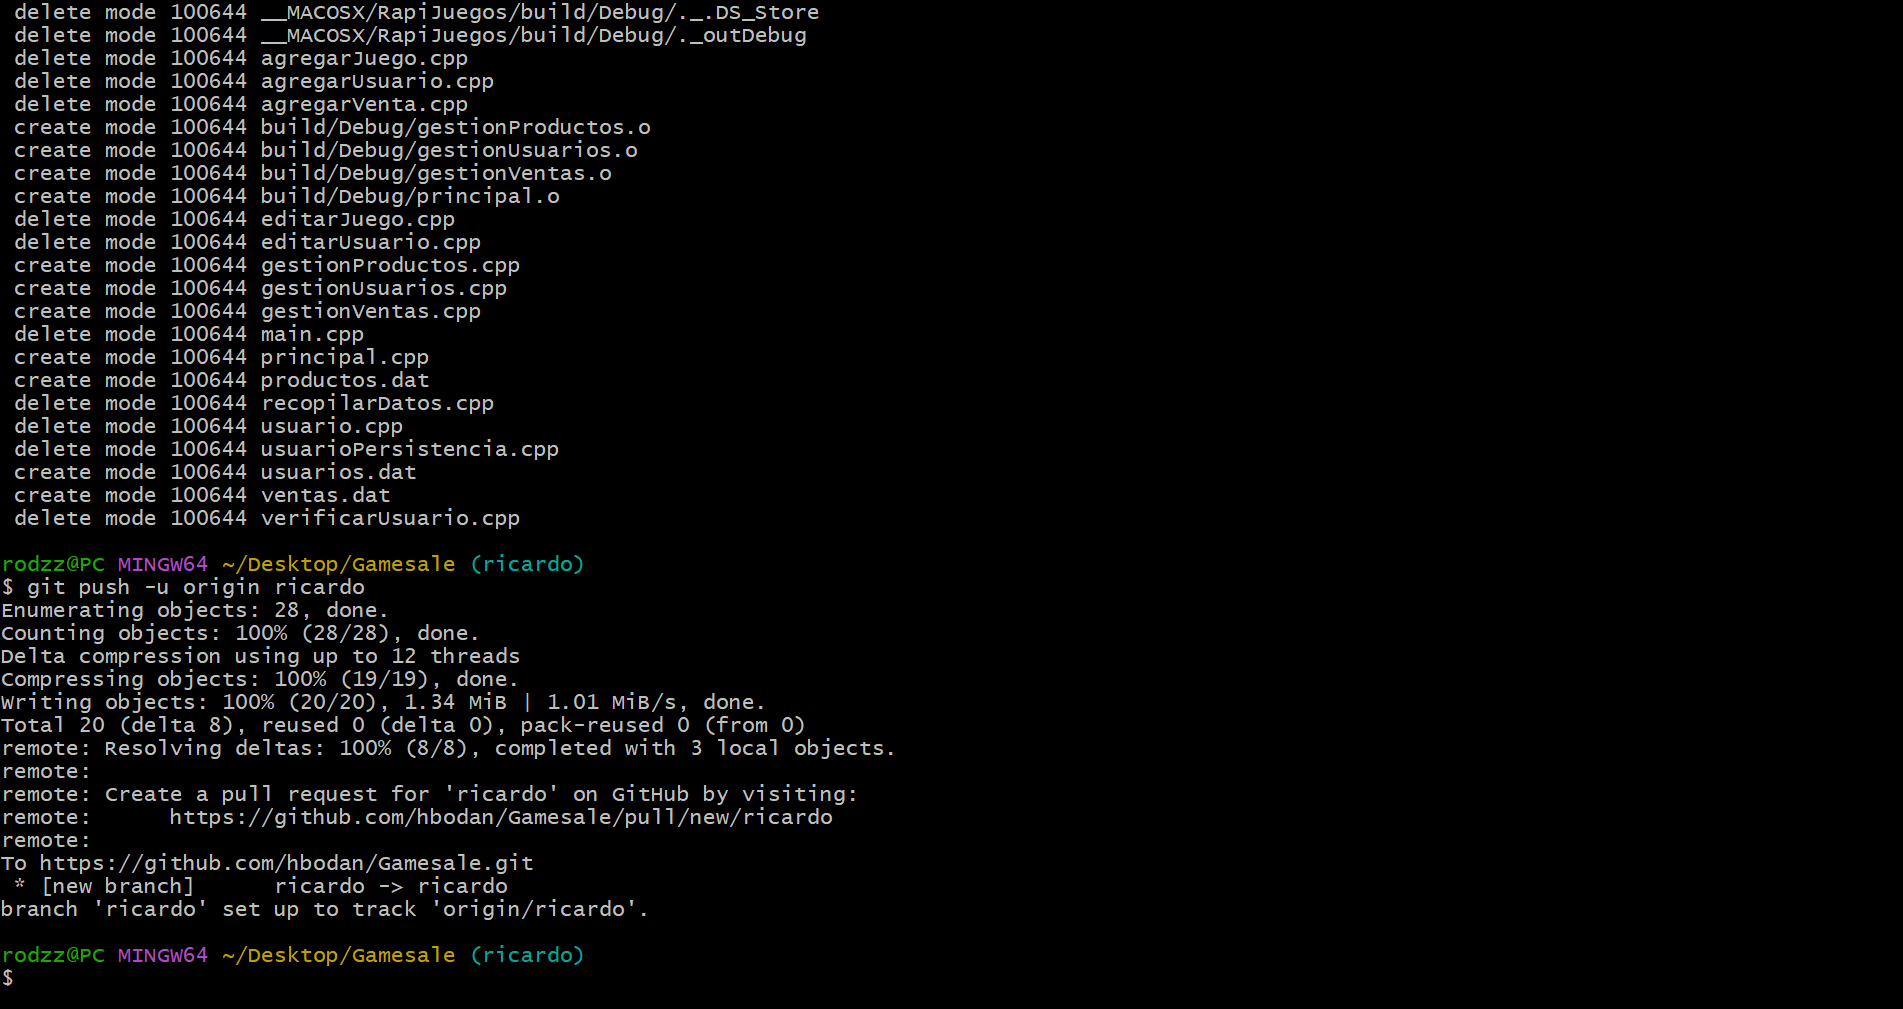 delete mode 100644 __MACOSX/RapiJuegos/build/Debug/._.DS_Store
delete mode 100644 __MACOSX/RapiJuegos/build/Debug/._outDebug
delete mode 100644 agregarJuego.cpp
delete mode 100644 agregarUsuario.cpp
delete mode 100644 agregarVenta.cpp
create mode 100644 build/Debug/gestionProductos.o
create mode 100644 build/Debug/gestionUsuarios.o
create mode 100644 build/Debug/gestionVentas.o
create mode 100644 build/Debug/principal.o
delete mode 100644 editarJuego.cpp
delete mode 100644 editarUsuario.cpp
create mode 100644 gestionProductos.cpp
create mode 100644 gestionUsuarios.cpp
create mode 100644 gestionVentas.cpp
delete mode 100644 main.cpp
create mode 100644 principal.cpp
create mode 100644 productos.dat
delete mode 100644 recopilarDatos.cpp
delete mode 100644 usuario.cpp
delete mode 100644 usuarioPersistencia.cpp
create mode 100644 usuarios.dat
create mode 100644 ventas.dat
delete mode 100644 verificarUsuario.cpp
rodzz@PC MINGW64 ~/Desktop/Gamesale (ricardo)
$ git push -u origin ricardo
Enumerating objects: 28, done.
Counting objects: 100% (28/28), done.
Delta compression using up to 12 threads
Compressing objects: 100% (19/19), done.
Writing objects: 100% (20/20), 1.34 MiB | 1.01 MiB/s, done.
Total 20 (delta 8), reused 0 (delta 0), pack-reused 0 (from 0)
remote: Resolving deltas: 100% (8/8), completed with 3 local objects.
remote:
remote: Create a pull request for 'ricardo' on GitHub by visiting:
remote:      https://github.com/hbodan/Gamesale/pull/new/ricardo
remote:
To https://github.com/hbodan/Gamesale.git
 * [new branch]      ricardo -> ricardo
branch 'ricardo' set up to track 'origin/ricardo'.
rodzz@PC MINGW64 ~/Desktop/Gamesale (ricardo)
$